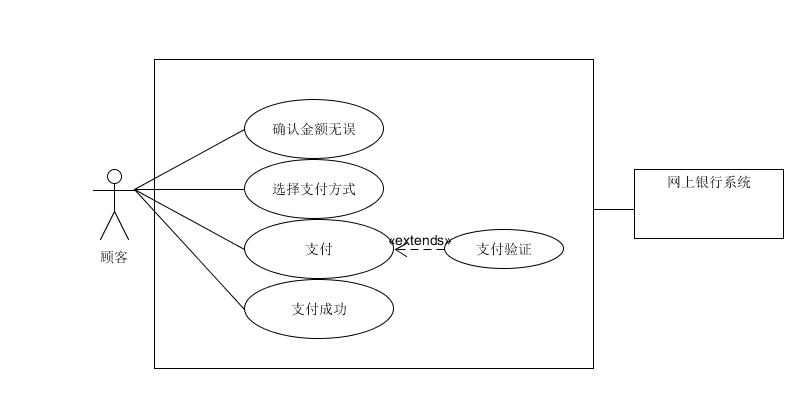 确认金额无误
选择支付方式
支付
«extends»
支付验证
支付成功
顾客
网上银行系统